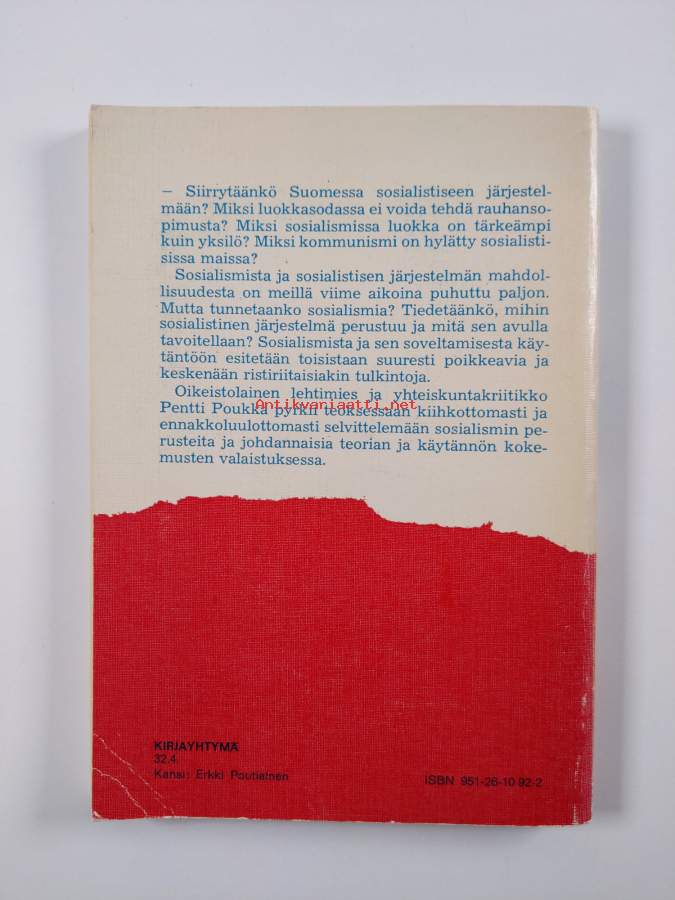 — Siirrytäänkö Suomessa sosialistiseen järjestel-
mään? Miksi luokkasodassa ei voida tehdä rauhanso-
pimusta? Miksi sosialismissa luokka on tärkeämpi
kuin yksilö? Miksi kommunismi on hylätty sosialisti-
sissa maissa?
Sosialismista ja sosialistisen järjestelmän mahdol-
lisuudesta on meillä viime aikoina puhuttu paljon.
Mutta tunnetaanko sosialismia? Tiedetäänkö, mihin
sosialistinen järjestelmä perustuu ja mitä sen avulla
tavoitellaan? Sosialismista ja sen soveltamisesta käy-
täntöön esitetään toisistaan suuresti poikkeavia ja
keskenään ristiriitaisiakin tulkintoja.
Oikeistolainen lehtimies ja yhteiskuntakriitikko
Antikvariaatti.net
Pentti Poukka pyrkii teoksessaan kiihkottomasti ja
ennakkoluulottomasti selvittelemään sosialismin pe-
rusteita ja johdannaisia teorian ja käytännön koke-
musten valaistuksessa.
KIRJAYHTYMÄ
32.4.
Kansi: Erkki Poutiainen
ISBN 951-26-10 92-2